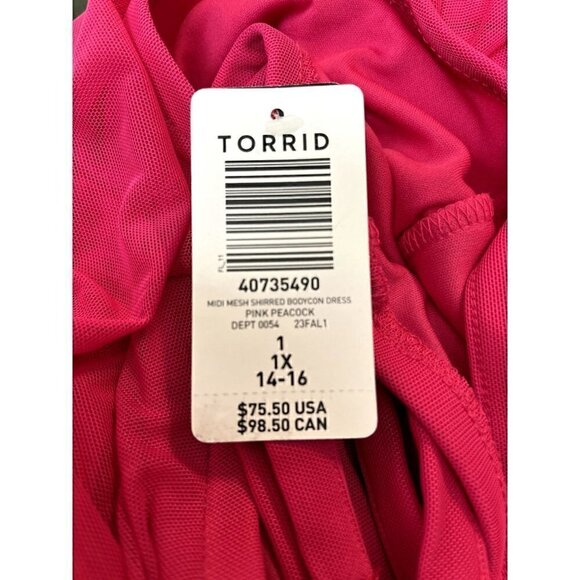 TORRID
FL_11
40735490
MIDI MESH SHIRRED BODYCON DRESS
PINK PEACOCK
DEPT 0054 23FAL1
1
1X
14-16
$75.50 USA
$98.50 CAN